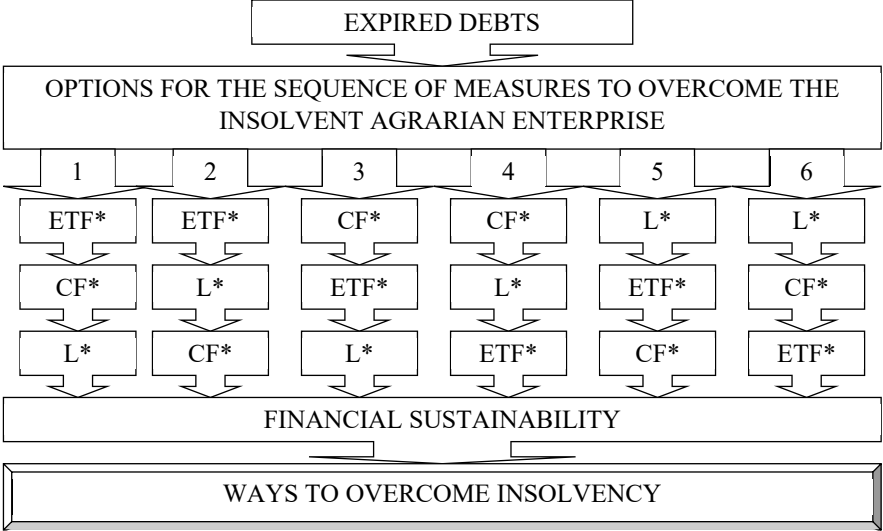 EXPIRED DEBTS
OPTIONS FOR THE SEQUENCE OF MEASURES TO OVERCOME THE
INSOLVENT AGRARIAN ENTERPRISE
1 2 3 4 5 6
ETF* ETF* CF* CF* L* L*
CF* L* ETF* L* ETF* CF*
L* CF* L* ETF* CF* ETF*
FINANCIAL SUSTAINABILITY
WAYS TO OVERCOME INSOLVENCY